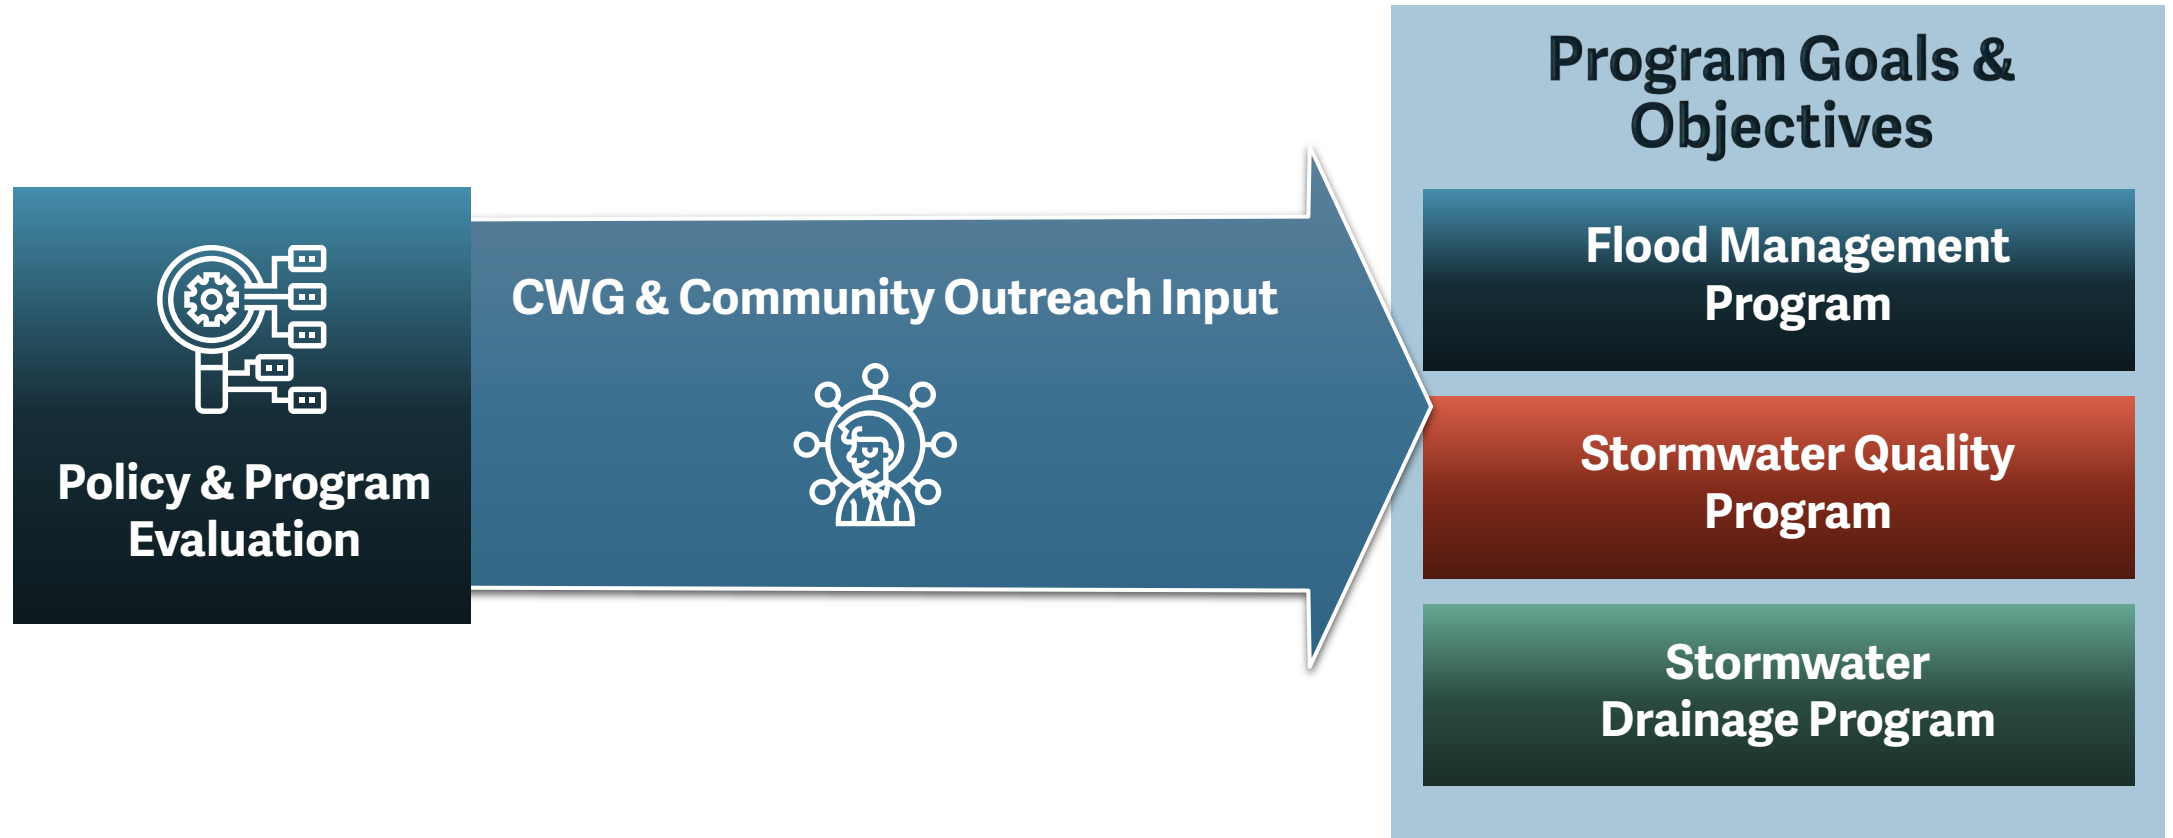 Policy & Program
Evaluation
CWG & Community Outreach Input
Program Goals &
Objectives
Flood Management
Program
Stormwater Quality
Program
Stormwater
Drainage Program